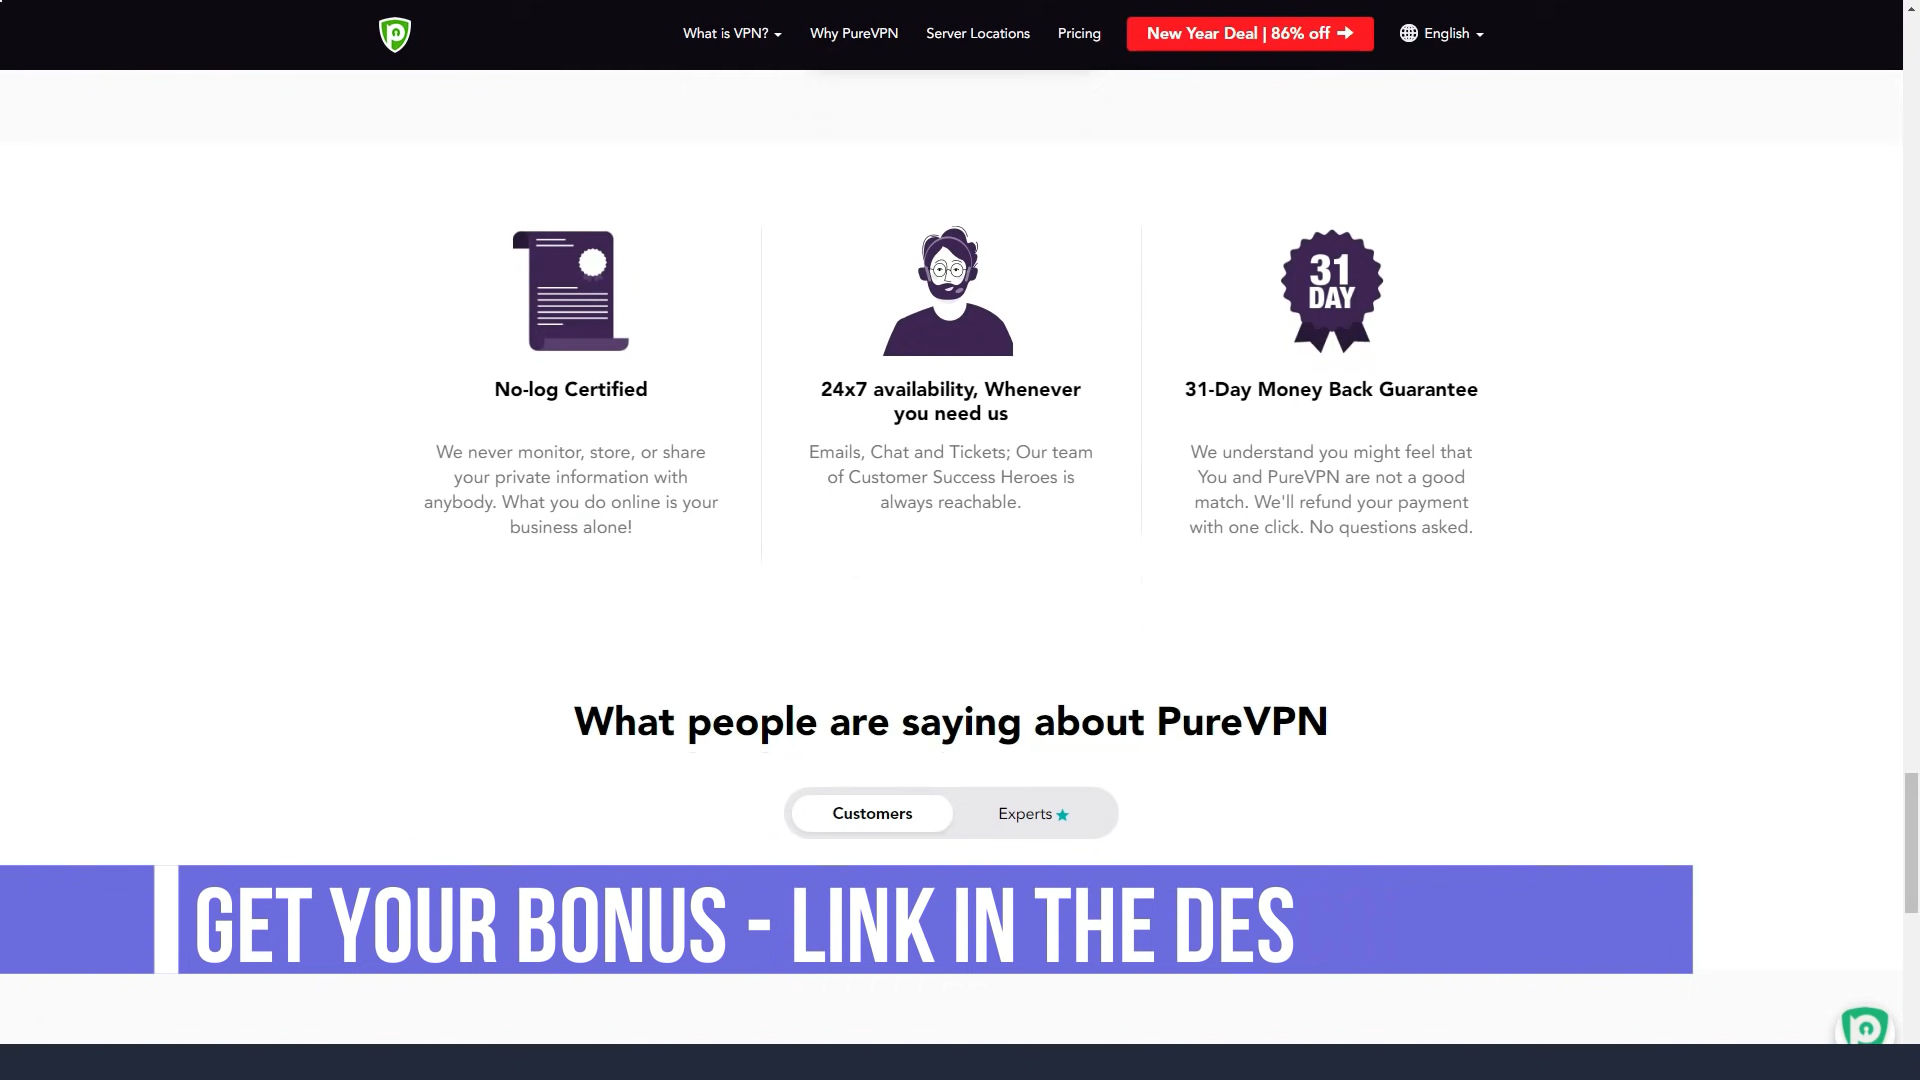 What is VPN?
Why PureVPN
Server Locations
Pricing
New Year Deal | 86% off
English
31
DAY
No-log Certified
We never monitor, store, or share
your private information with
anybody. What you do online is your
business alone!
24x7 availability, Whenever
you need us
Emails, Chat and Tickets; Our team
of Customer Success Heroes is
always reachable.
31-Day Money Back Guarantee
We understand you might feel that
You and PureVPN are not a good
match. We'll refund your payment
with one click. No questions asked.
What people are saying about PureVPN
Customers
Experts
GET YOUR BONUS - LINK IN THE DES